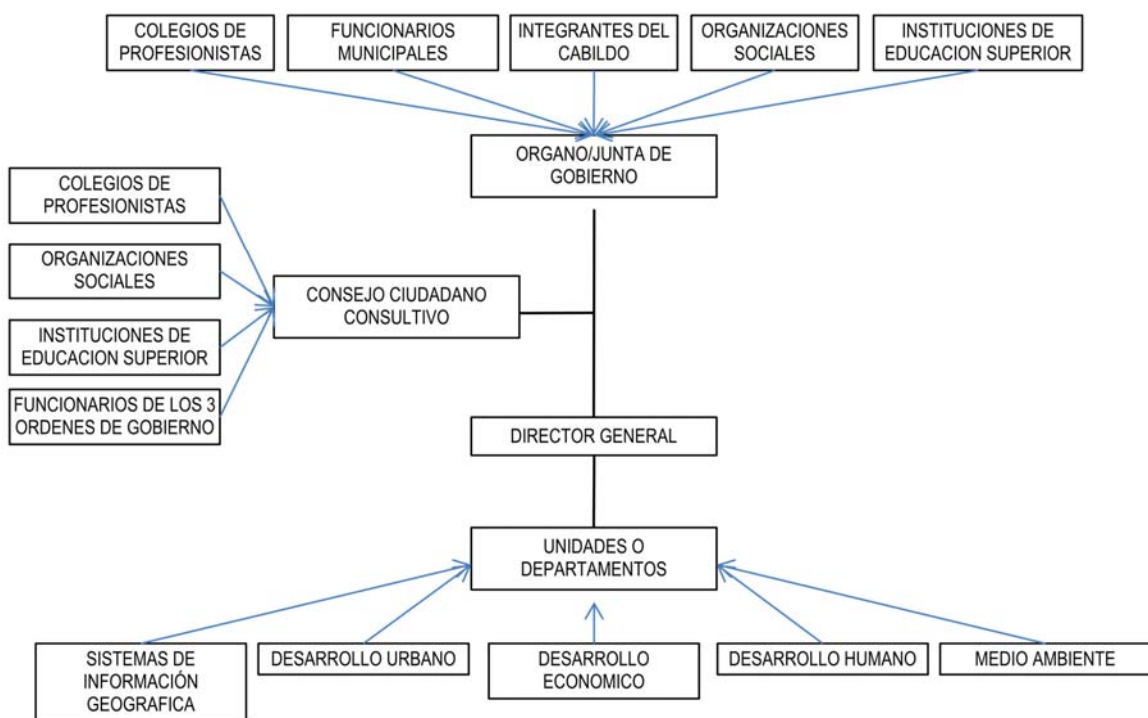 COLEGIOS DE
PROFESIONISTAS
FUNCIONARIOS
MUNICIPALES
INTEGRANTES DEL
CABILDO
ORGANIZACIONES
SOCIALES
INSTITUCIONES DE
EDUCACION SUPERIOR
ORGANO/JUNTA DE
GOBIERNO
COLEGIOS DE
PROFESIONISTAS
ORGANIZACIONES
SOCIALES
INSTITUCIONES DE
EDUCACION SUPERIOR
FUNCIONARIOS DE LOS 3
ORDENES DE GOBIERNO
CONSEJO CIUDADANO
CONSULTIVO
DIRECTOR GENERAL
UNIDADES O
DEPARTAMENTOS
SISTEMAS DE
INFORMACIÓN
GEOGRAFICA
DESARROLLO URBANO
DESARROLLO
ECONOMICO
DESARROLLO HUMANO
MEDIO AMBIENTE